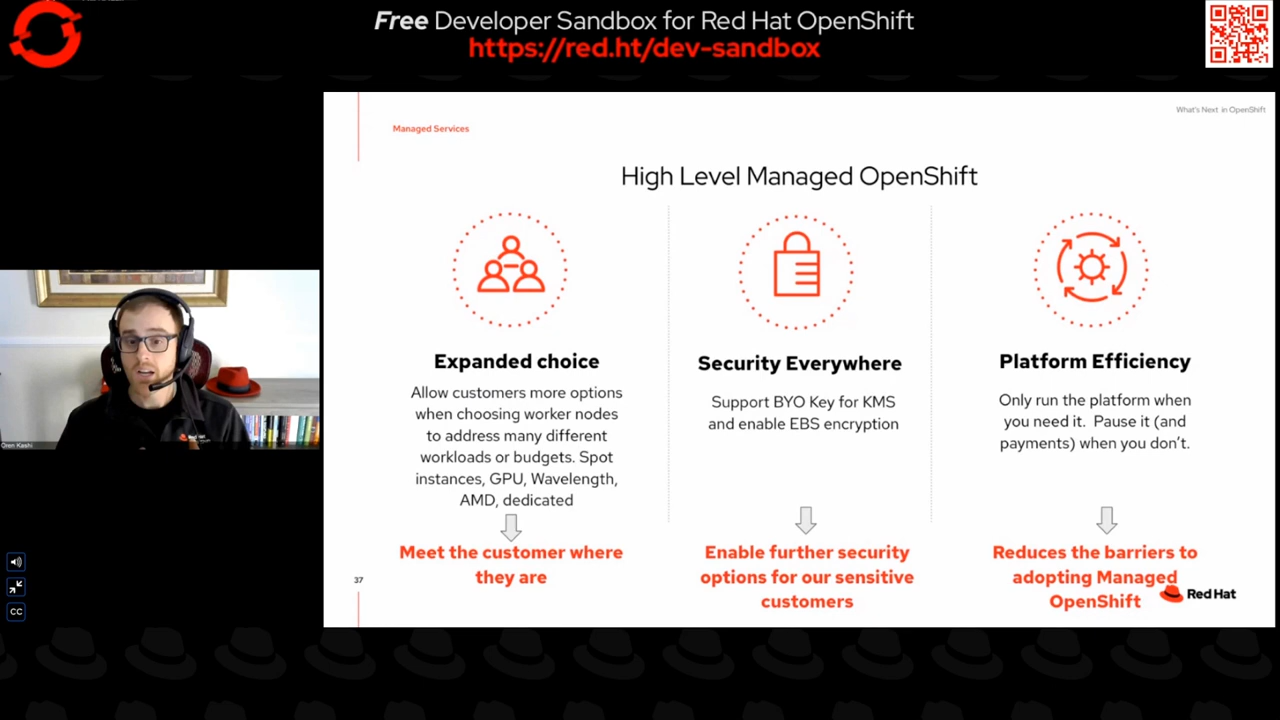 Free Developer Sandbox for Red Hat OpenShift
https://red.ht/dev-sandbox
What's Next in OpenShift
Managed Services
High Level Managed OpenShift
Expanded choice
Allow customers more options
when choosing worker nodes
to address many different
workloads or budgets. Spot
instances, GPU, Wavelength,
AMD, dedicated
Meet the customer where
they are
Security Everywhere
Support BYO Key for KMS
and enable EBS encryption
Enable further security
options for our sensitive
customers
Platform Efficiency
Only run the platform when
you need it. Pause it (and
payments) when you don't.
Reduces the barriers to
adopting Managed
OpenShift
Red Hat
37
Red Hat
Oren Kashi
CC